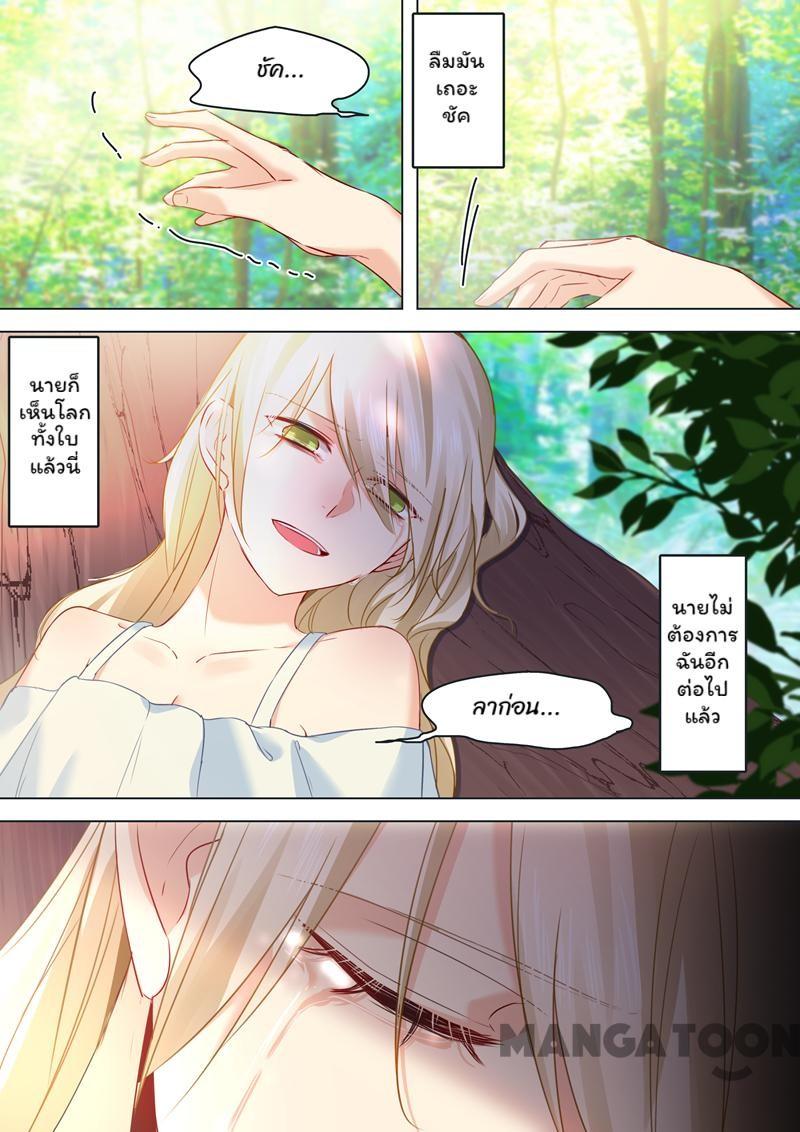 ชัค...
ลืมมัน
เถอะ
ชัค
นายก็
เห็นโลก
ทั้งใบ
แล้วนี่
นายไม่
ต้องการ
ฉันอีก
ต่อไป
แล้ว
ลาก่อน...
MANGATOON